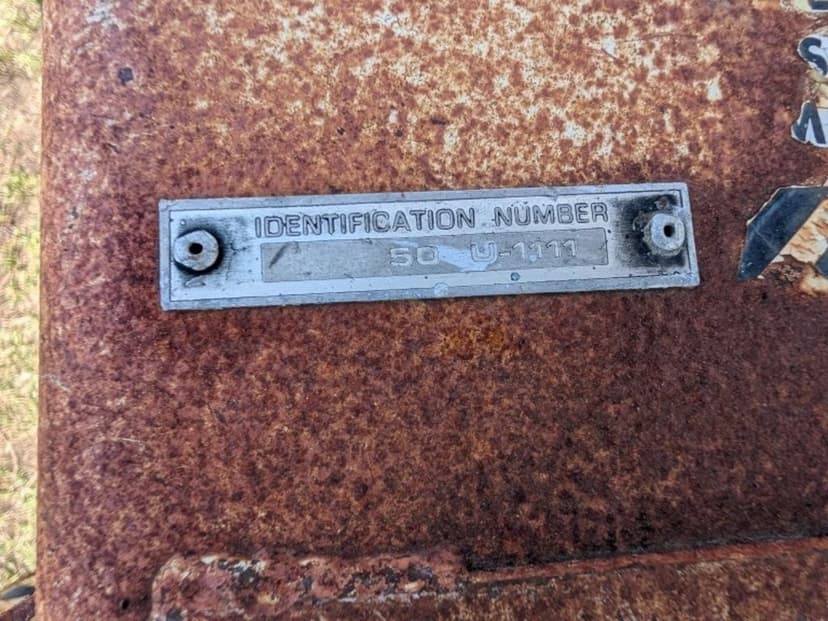 IDENTIFICATION NUMBER
50 U-1111